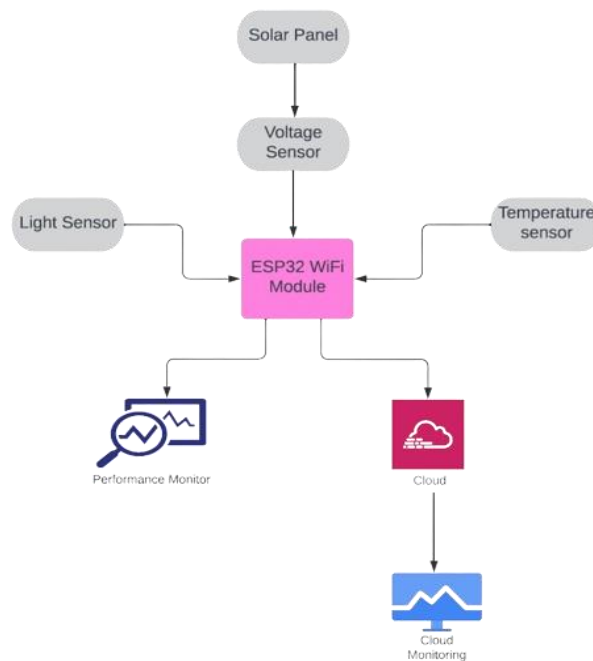 Solar Panel
Voltage
Sensor
Light Sensor
Temperature
sensor
ESP32 WiFi
Module
Performance Monitor
Cloud
Cloud
Monitoring